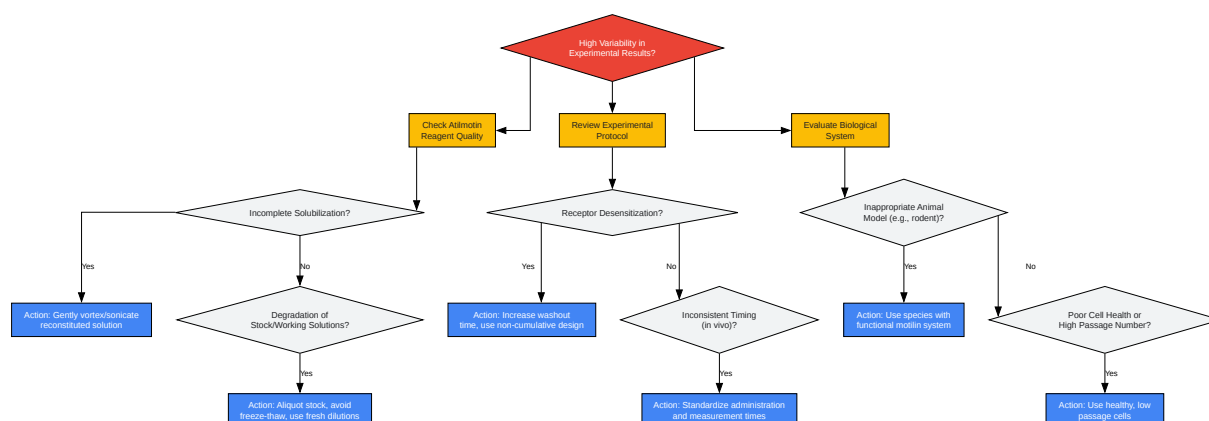 High Variability in
Experimental Results?
Check Atilmotin
Reagent Quality
Review Experimental
Protocol
Evaluate Biological
System
Incomplete Solubilization?
Receptor Desensitization?
Inappropriate Animal
Model (e.g., rodent)?
Yes
No
Yes
No
Yes
No
Action: Gently vortex/sonicate
reconstituted solution
Degradation of
Stock/Working Solutions?
Action: Increase washout
time, use non-cumulative design
Inconsistent Timing
(in vivo)?
Action: Use species with
functional motilin system
Poor Cell Health or
High Passage Number?
Yes
Yes
Yes
Action: Aliquot stock, avoid
freeze-thaw, use fresh dilutions
Action: Standardize administration
and measurement times
Action: Use healthy, low
passage cells